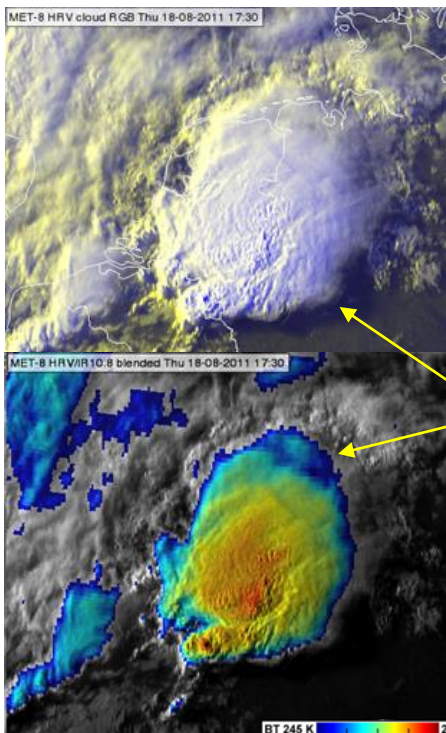 MET-8 HRV cloud RGB Thu 18-08-2011 17:30
MET-8 HRV/IR10.8 blended Thu 18-08-2011 17:30
BT 245 K